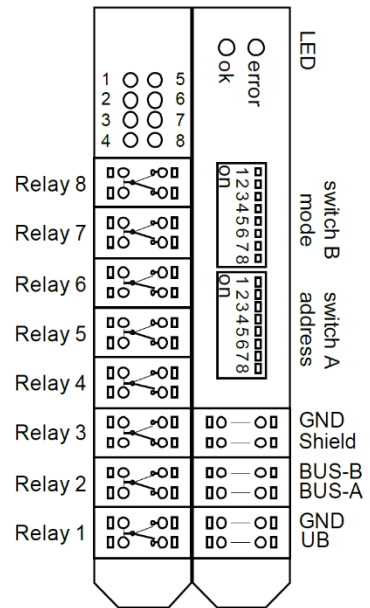 LED
error
ok
1 5
2 6
3 7
4 8
Relay 8
on
12345678
switch B
mode
Relay 7
Relay 6
on
12345678
switch A
address
Relay 5
Relay 4
Relay 3
GND
Shield
Relay 2
BUS-B
BUS-A
Relay 1
GND
UB